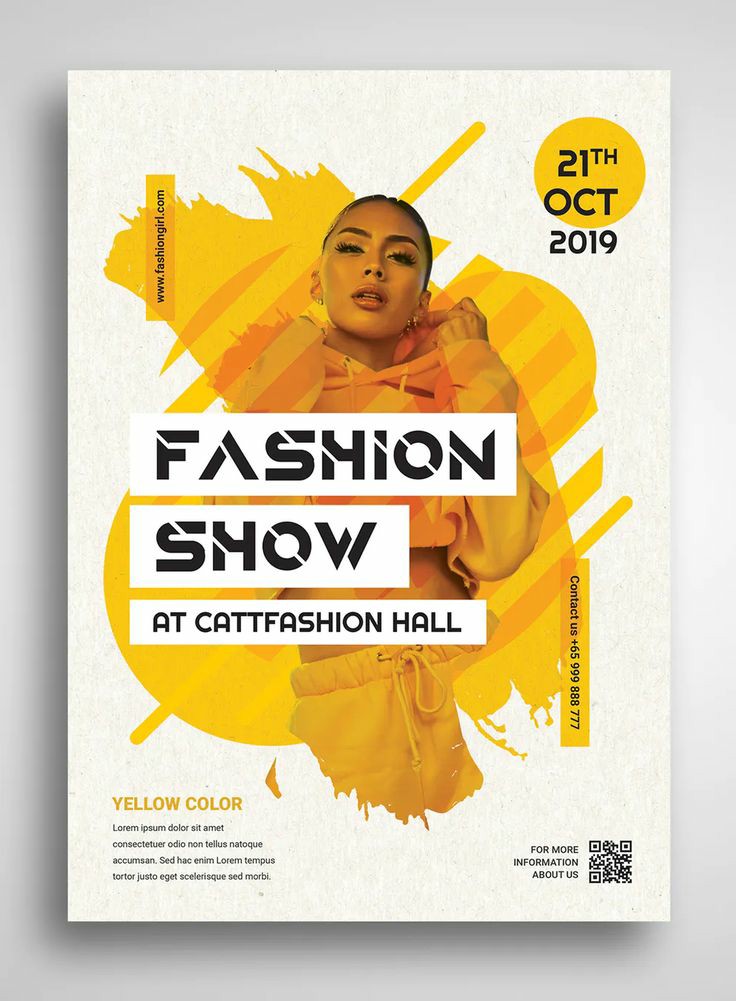 21TH
OCT
2019
www.fashiongirl.com
FASHION
SHOW
AT CATTFASHION HALL
Contact us +65 999 888 777
YELLOW COLOR
Lorem ipsum dolor sit amet
consectetuer odio non tellus natoque
accumsan. Sed hac enim Lorem tempus
tortor justo eget scelerisque sed morbi.
FOR MORE
INFORMATION
ABOUT US